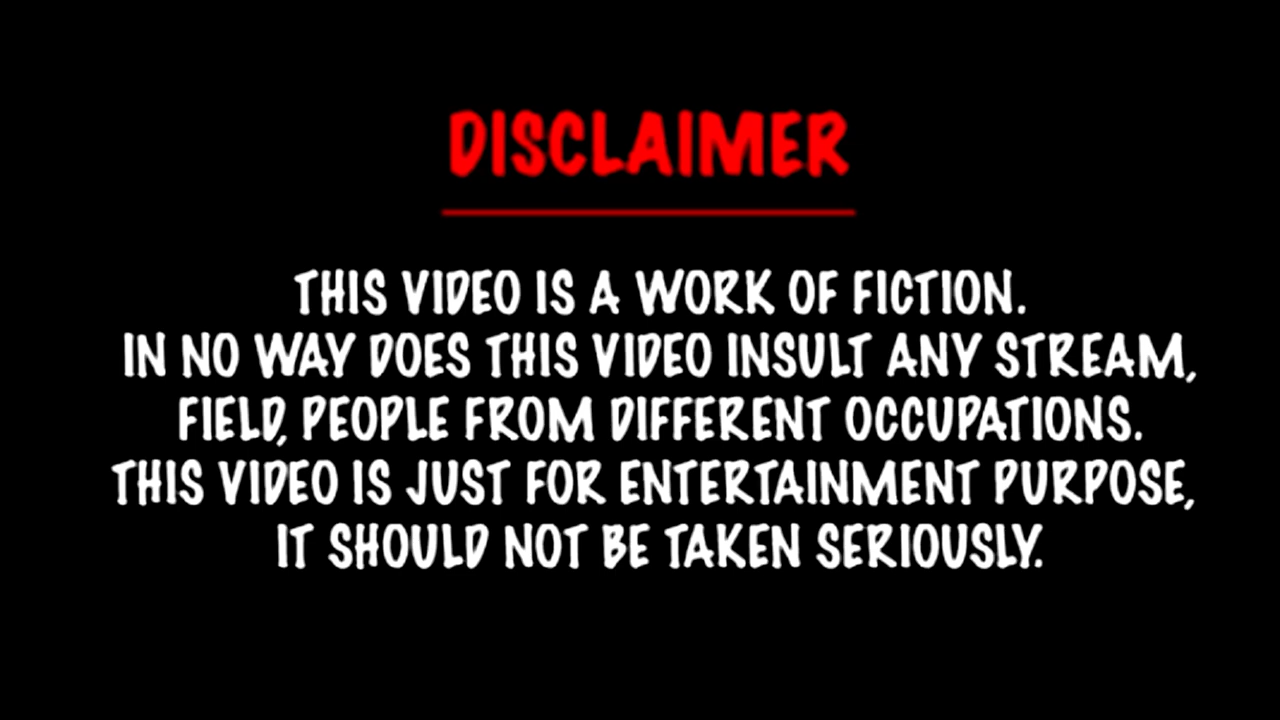 DISCLAIMER
THIS VIDEO IS A WORK OF FICTION.
IN NO WAY DOES THIS VIDEO INSULT ANY STREAM,
FIELD, PEOPLE FROM DIFFERENT OCCUPATIONS.
THIS VIDEO IS JUST FOR ENTERTAINMENT PURPOSE,
IT SHOULD NOT BE TAKEN SERIOUSLY.